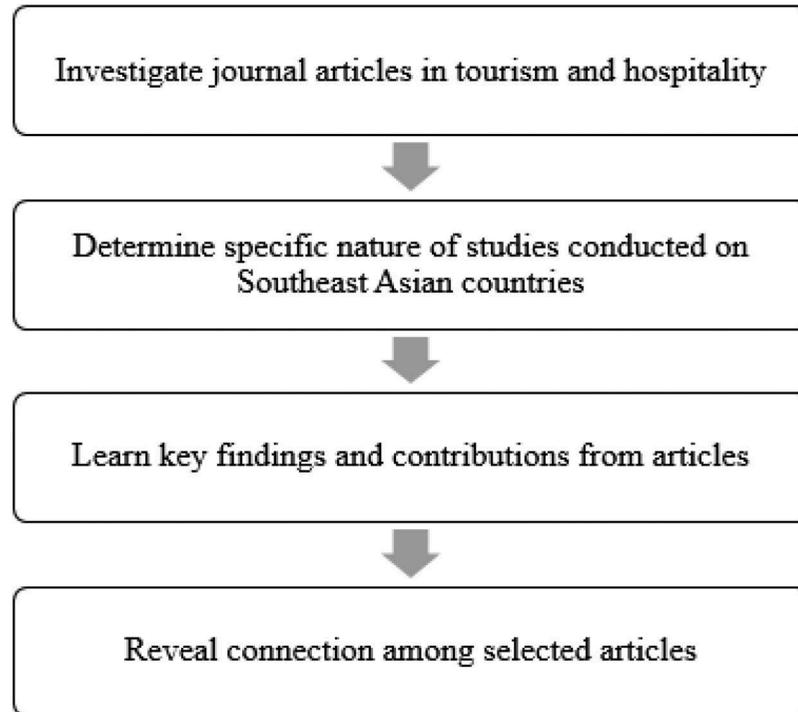 Investigate journal articles in tourism and hospitality
Determine specific nature of studies conducted on
Southeast Asian countries
Learn key findings and contributions from articles
Reveal connection among selected articles